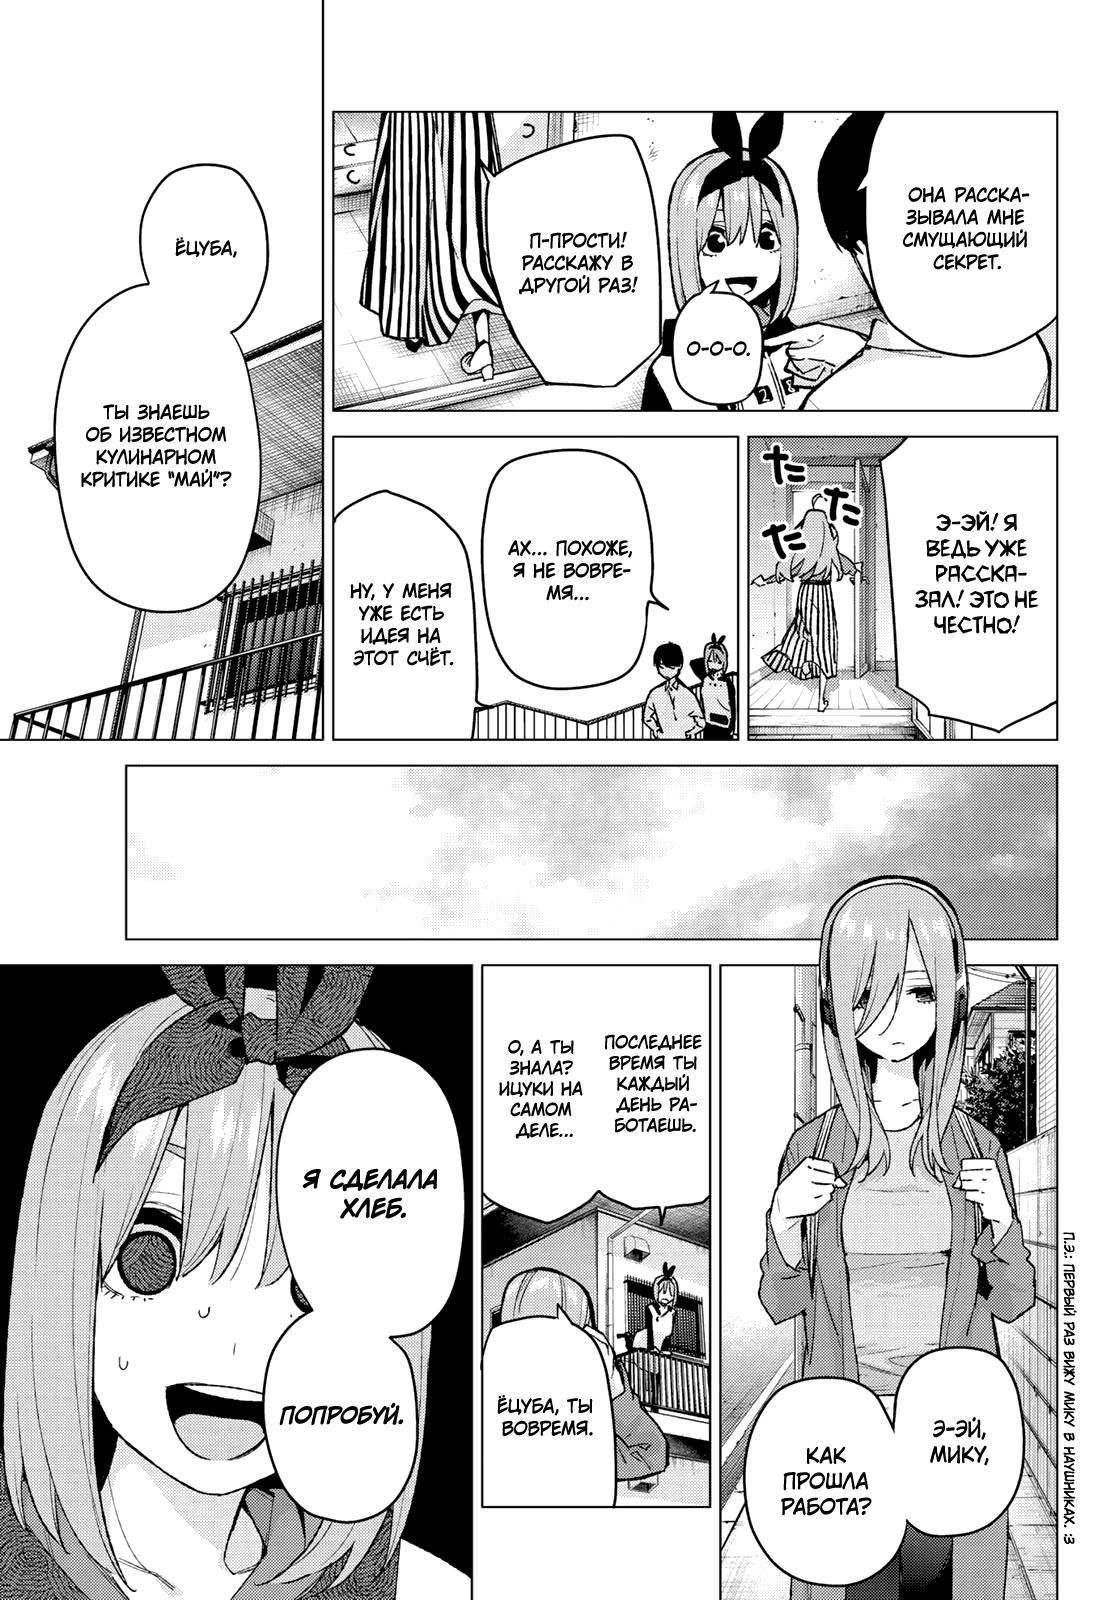 ОНА РАССКА-
ЗЫВАЛА МНЕ
СМУЩАЮЩИЙ
СЕКРЕТ.
О-О-О.
П-ПРОСТИ!
РАССКАЖУ В
ДРУГОЙ РАЗ!
Э-ЭЙ! Я
ВЕДЬ УЖЕ
РАССКА-
ЗАЛ! ЭТО НЕ
ЧЕСТНО!
た
た
た
АХ... ПОХОЖЕ,
Я НЕ ВОВРЕ-
МЯ...
НУ, У МЕНЯ
УЖЕ ЕСТЬ
ИДЕЯ НА
ЭТОТ СЧЁТ.
ЁЦУБА,
ТЫ ЗНАЕШЬ
ОБ ИЗВЕСТНОМ
КУЛИНАРНОМ
КРИТИКЕ "МАЙ"?
Э-ЭЙ,
МИКУ,
КАК
ПРОШЛА
РАБОТА?
П.Э.: ПЕРВЫЙ РАЗ ВИЖУ МИКУ В НАУШНИКАХ. :3
ПОСЛЕДНЕЕ
ВРЕМЯ ТЫ
КАЖДЫЙ
ДЕНЬ РА-
БОТАЕШЬ.
О, А ТЫ
ЗНАЛА?
ИЦУКИ НА
САМОМ
ДЕЛЕ...
ЁЦУБА, ТЫ
ВОВРЕМЯ.
Я СДЕЛАЛА
ХЛЕБ.
ПОПРОБУЙ.